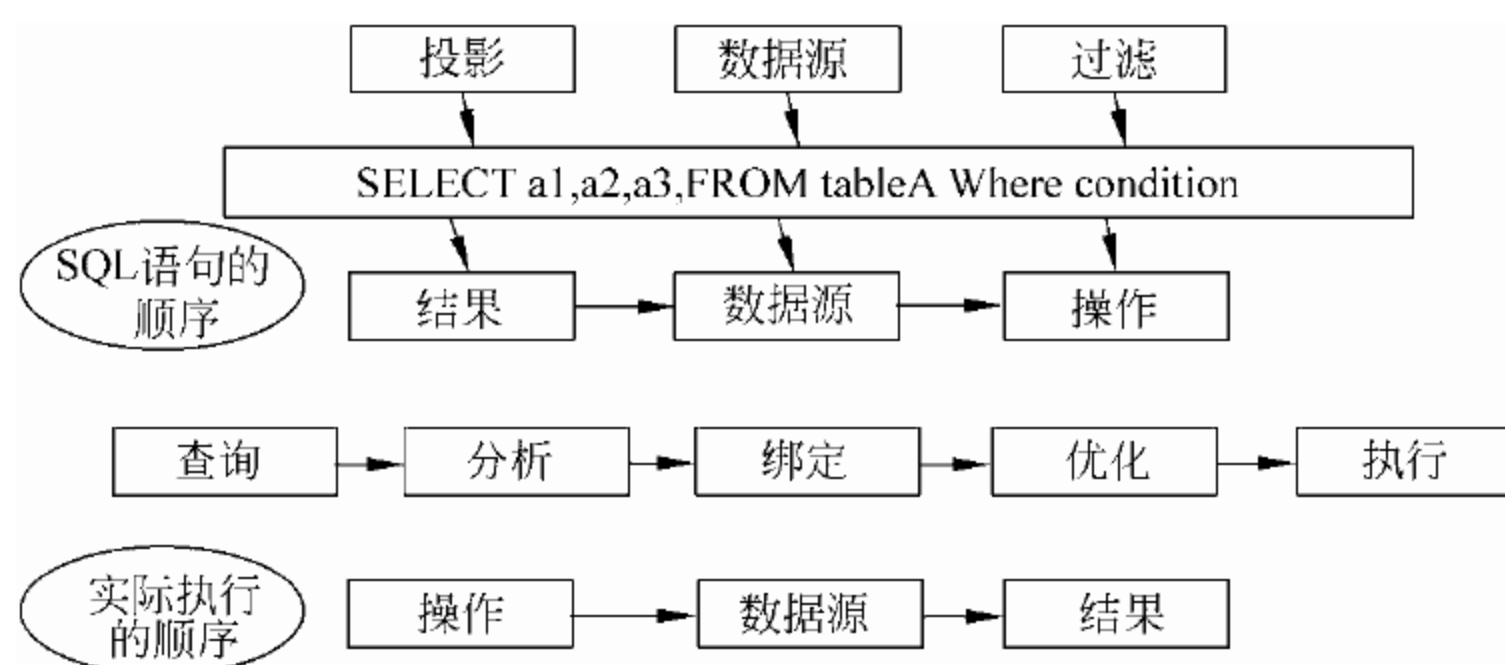 投影 数据源 过滤
SELECT a1,a2,a3,FROM tableA Where condition
SQL语句的
顺序
结果 数据源 操作
查询 分析 绑定 优化 执行
实际执行
的顺序
操作 数据源 结果